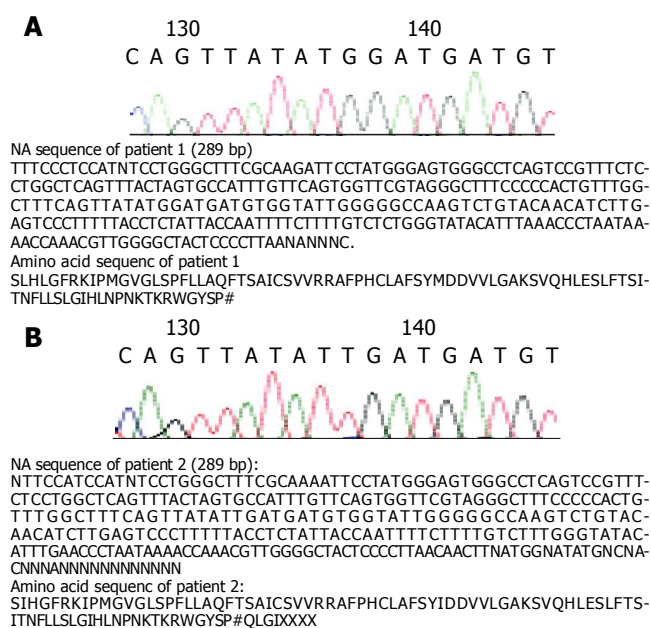 A
130 140
C A G T T A T A T G G A T G A T G T
NA sequence of patient 1 (289 bp)
TTTCCCTCCATNTCCTGGGCTTTCGCAAGATTCCTATGGGAGTGGGCCTCAGTCCGTTTCTC-
CTGGCTCAGTTTACTAGTGCCATTTGTTCAGTGGTTCGTAGGGCTTTCCCCCACTGTTTGG-
CTTTCAGTTATATGGATGATGTGGTATTGGGGGCCAAGTCTGTACAACATCTTG-
AGTCCCTTTTTACCTCTATTACCAATTTTCTTTTGTCTCTGGGTATACATTTAAACCCTAATAA-
AACCAAACGTTGGGGCTACTCCCCTTAANANNNC.
Amino acid sequenc of patient 1
SLHLGFRKIPMGVGLSPFLLAQFTSAICSVVRRAFPHCLAFSYMDDVVLGAKSVQHLESLFTSI-
TNFLLSLGIHLNPNKTKRWGYSP#
B
130 140
C A G T T A T A T T G A T G A T G T
NA sequence of patient 2 (289 bp):
NTTCCATCCATNTCCTGGGCTTTCGCAAAATTCCTATGGGAGTGGGCCTCAGTCCGTTT-
CTCCTGGCTCAGTTTACTAGTGCCATTTGTTCAGTGGTTCGTAGGGCTTTCCCCCACTG-
TTTGGCTTTCAGTTATATTGATGATGTGGTATTGGGGGCCAAGTCTGTAC-
AACATCTTGAGTCCCTTTTTACCTCTATTACCAATTTTCTTTTGTCTTTGGGTATAC-
ATTTGAACCCTAATAAAACCAAACGTTGGGGCTACTCCCCTTAACAACTTNATGGNATATGNCNA-
CNNNANNNNNNNNNNNNN
Amino acid sequenc of patient 2:
SIHGFRKIPMGVGLSPFLLAQFTSAICSVVRRAFPHCLAFSYIDDVVLGAKSVQHLESLFTS-
ITNFLLSLGIHLNPNKTKRWGYSP#QLGIXXXX